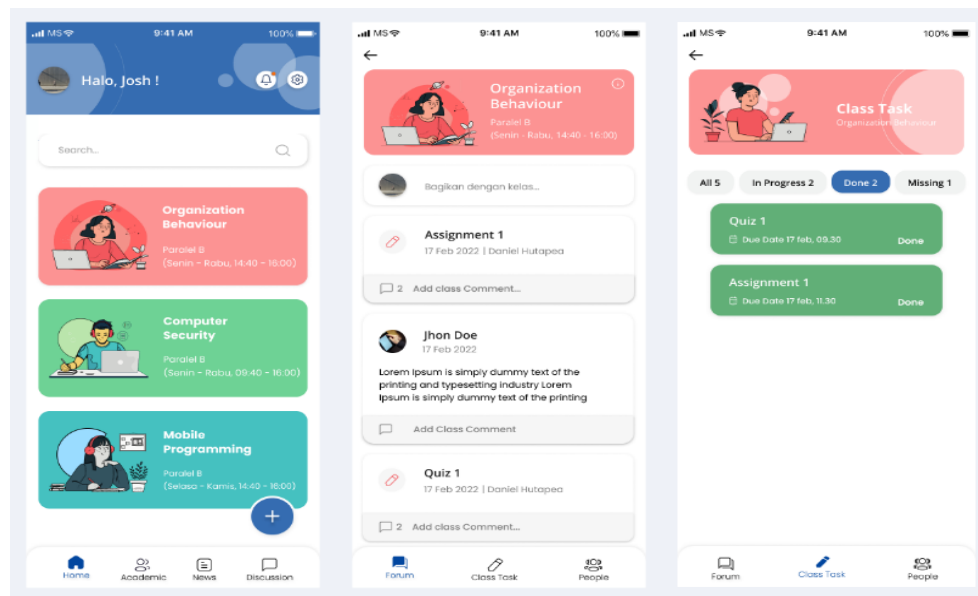 MS
9:41 AM
100%
Halo, Josh !
Search...
Organization
Behaviour
Paralel B
(Senin - Rabu, 14:40 - 16:00)
Computer
Security
Paralel B
(Senin - Rabu, 09:40 - 16:00)
Mobile
Programming
Paralel B
(Selasa - Kamis, 14:40 - 16:00)
+
Home
Academic
News
Discussion
MS
9:41 AM
100%
Organization
Behaviour
Paralel B
(Senin - Rabu, 14:40 - 16:00)
Bagikan dengan kelas...
Assignment 1
17 Feb 2022 | Daniel Hutapea
2 Add class Comment...
Jhon Doe
17 Feb 2022
Lorem Ipsum is simply dummy text of the
printing and typesetting industry Lorem
Ipsum is simply dummy text of the printing
Add Class Comment
Quiz 1
17 Feb 2022 | Daniel Hutapea
2 Add class Comment...
Forum
Class Task
People
MS
9:41 AM
100%
Class Task
Organization Behaviour
All 5
In Progress 2
Done 2
Missing 1
Quiz 1
Due Date 17 feb, 09.30
Done
Assignment 1
Due Date 17 feb, 11.30
Done
Forum
Class Task
People